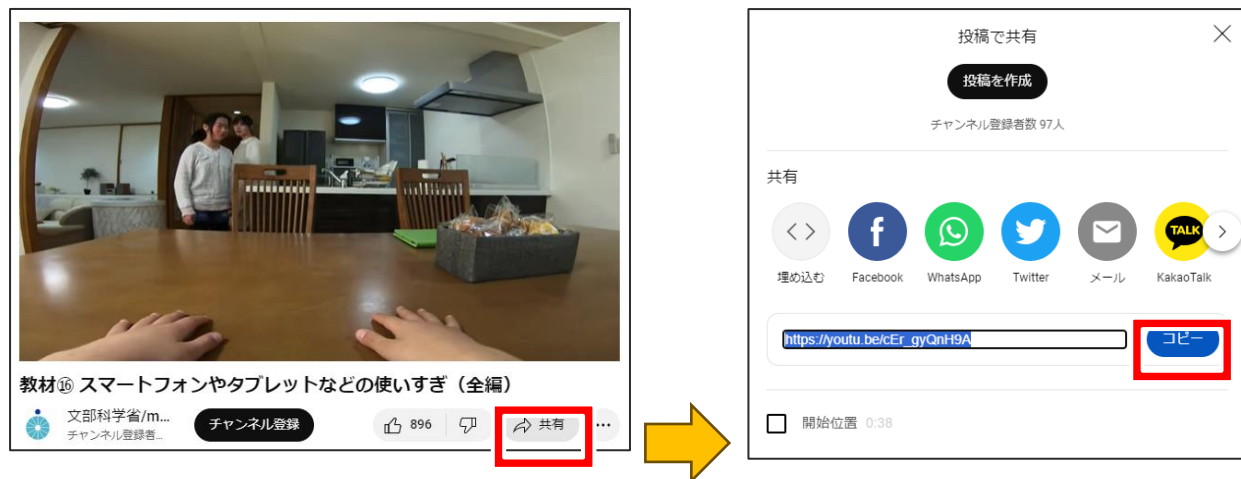 教材⑯ スマートフォンやタブレットなどの使いすぎ（全編）
文部科学省/m...
チャンネル登録者...
チャンネル登録
896
共有
...
投稿で共有
投稿を作成
チャンネル登録者数 97人
共有
埋め込む
Facebook
WhatsApp
Twitter
メール
TALK
KakaoTalk
https://youtu.be/cEr_gyQnH9A
コピー
開始位置 0:38